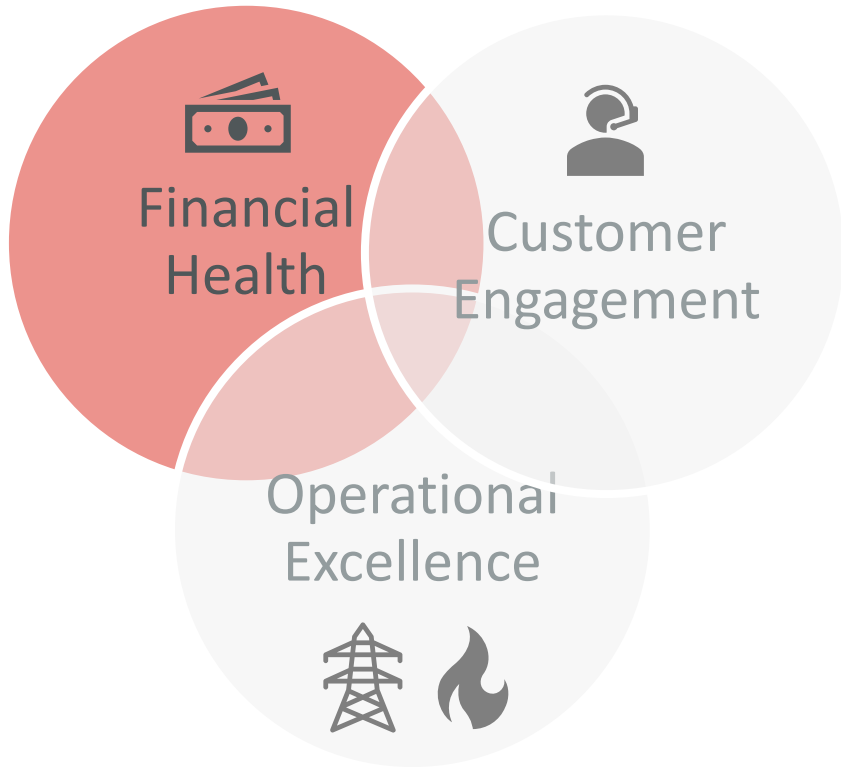 Financial
Health
Customer
Engagement
Operational
Excellence